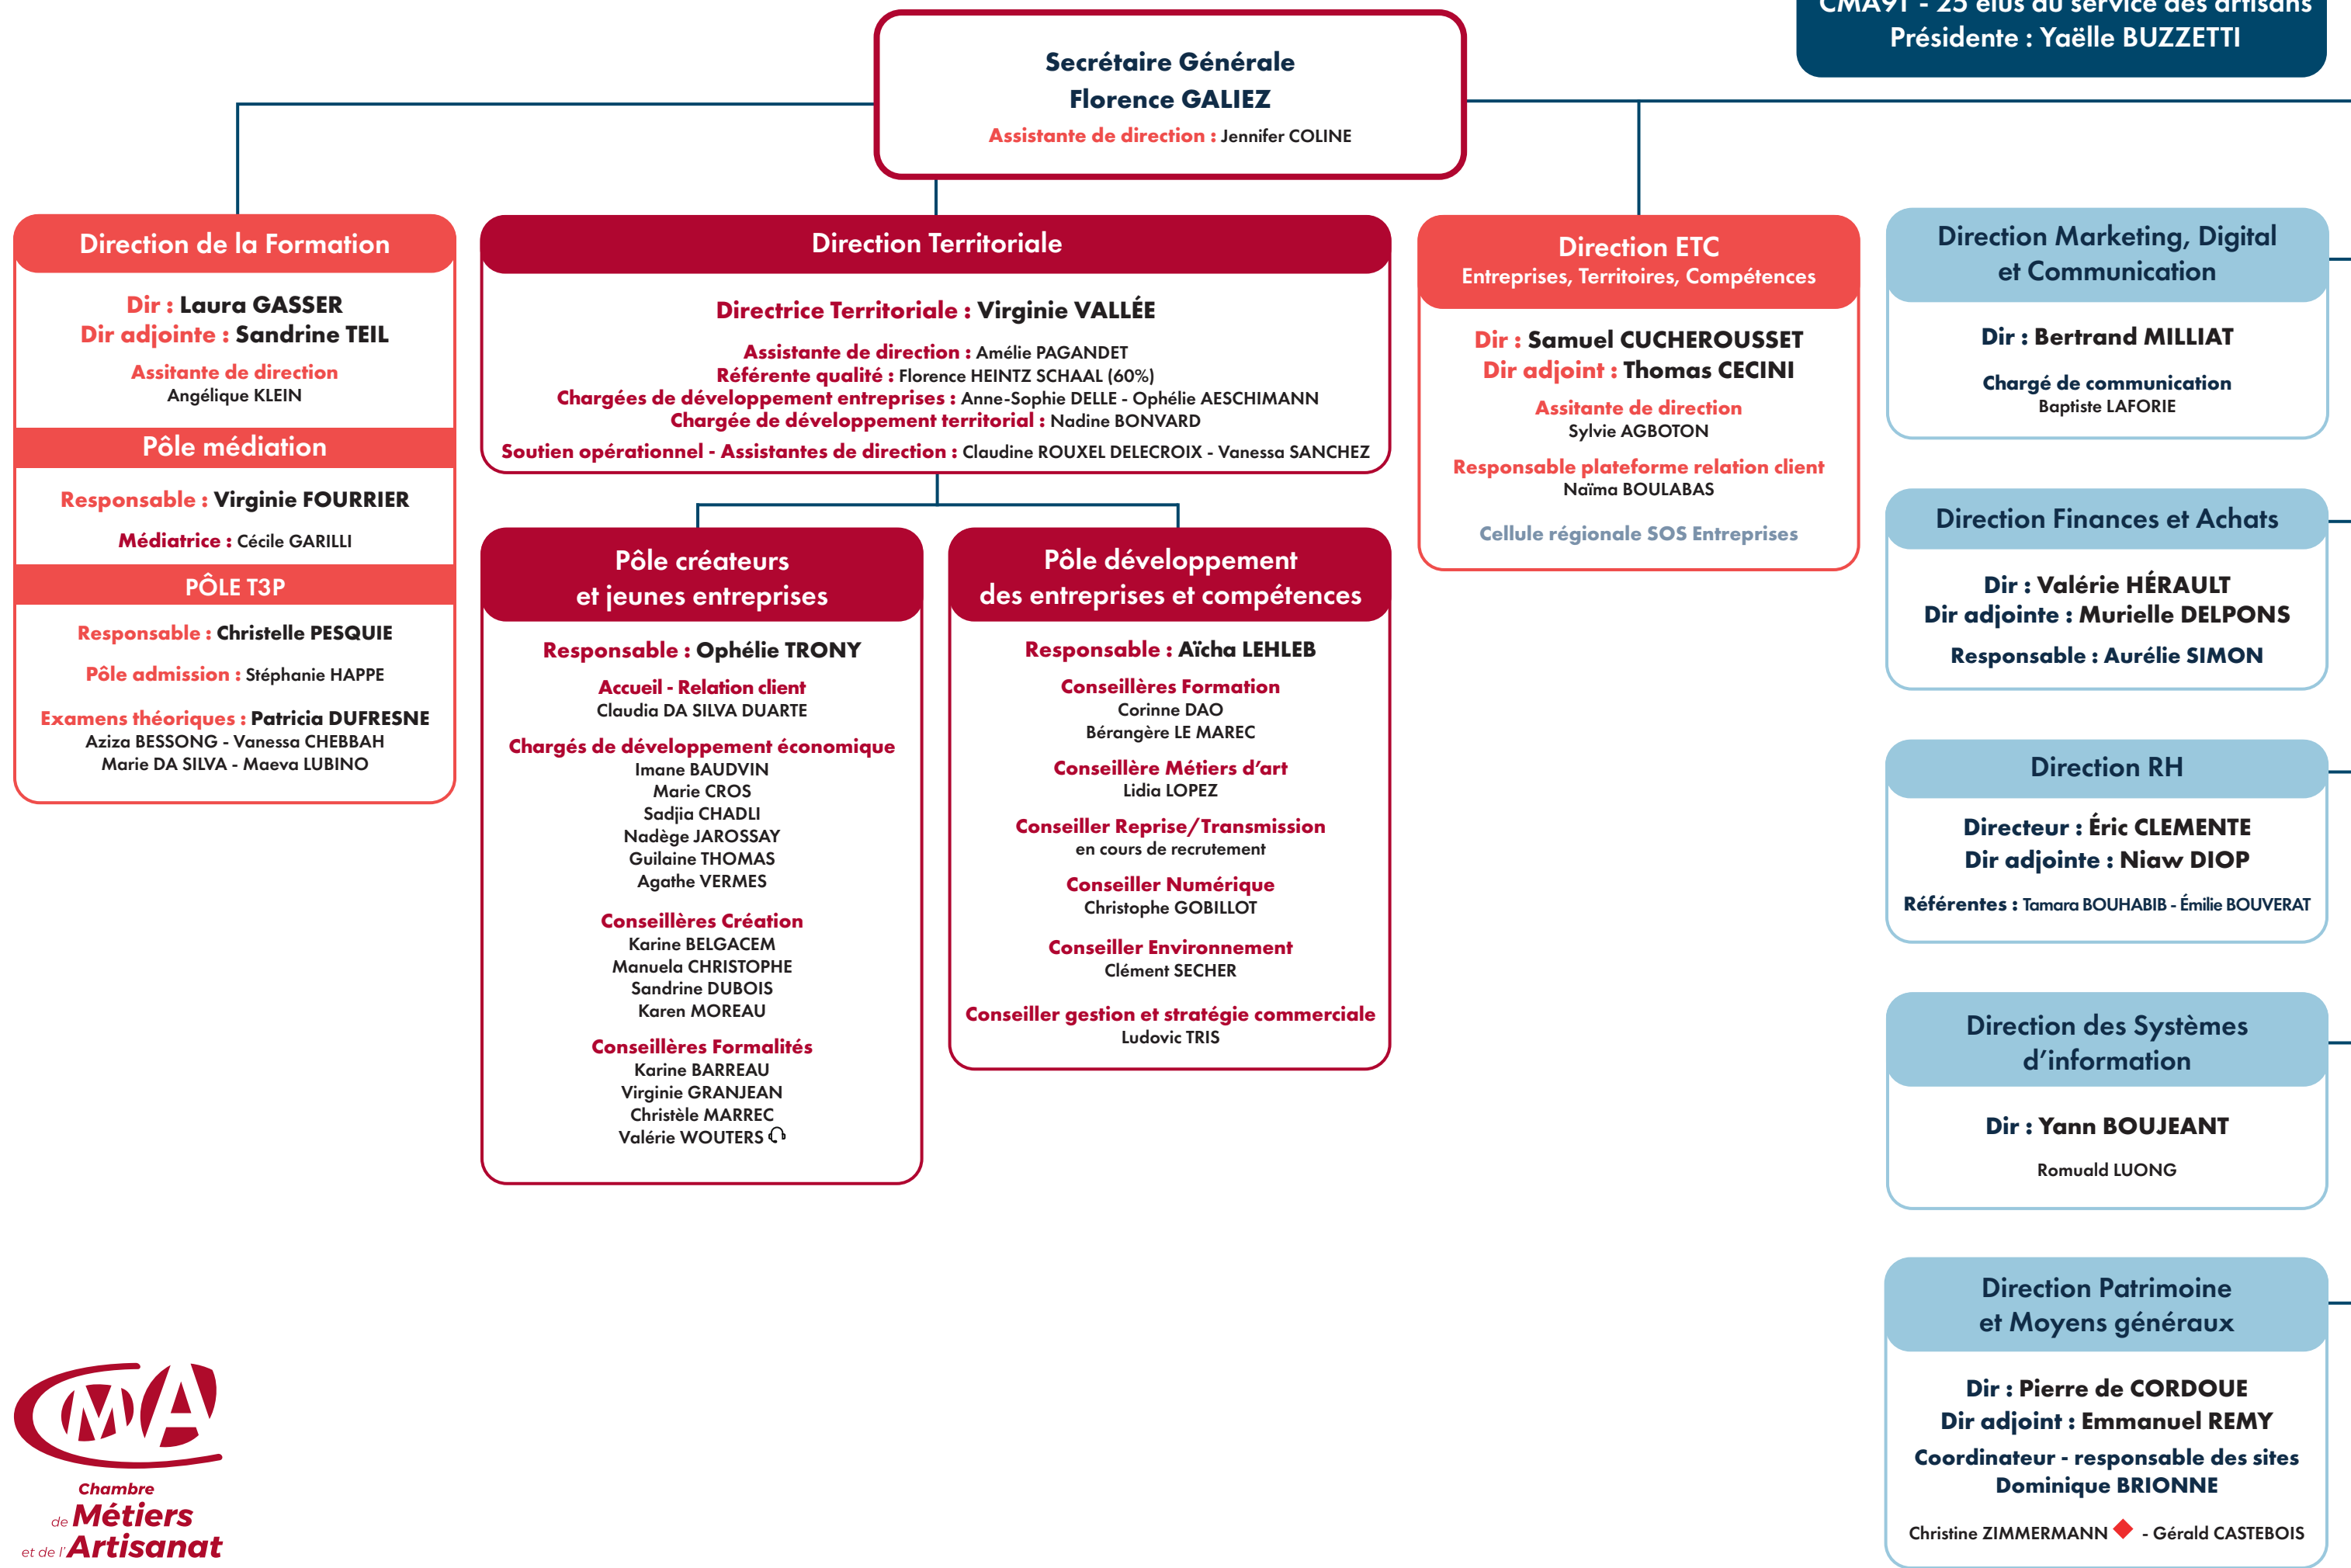 CMA91 - 25 élus au service des artisans
Présidente : Yaëlle BUZZETTI
Secrétaire Générale
Florence GALIEZ
Assistante de direction : Jennifer COLINE
Direction de la Formation
Dir : Laura GASSER
Dir adjointe : Sandrine TEIL
Assitante de direction
Angélique KLEIN
Pôle médiation
Responsable : Virginie FOURRIER
Médiatrice : Cécile GARILLI
PÔLE T3P
Responsable : Christelle PESQUIE
Pôle admission : Stéphanie HAPPE
Examens théoriques : Patricia DUFRESNE
Aziza BESSONG - Vanessa CHEBBAH
Marie DA SILVA - Maeva LUBINO
Direction Territoriale
Directrice Territoriale : Virginie VALLÉE
Assistante de direction : Amélie PAGANDET
Référente qualité : Florence HEINTZ SCHAAL (60%)
Chargées de développement entreprises : Anne-Sophie DELLE - Ophélie AESCHIMANN
Chargée de développement territorial : Nadine BONVARD
Soutien opérationnel - Assistantes de direction : Claudine ROUXEL DELECROIX - Vanessa SANCHEZ
Pôle créateurs
et jeunes entreprises
Responsable : Ophélie TRONY
Accueil - Relation client
Claudia DA SILVA DUARTE
Chargés de développement économique
Imane BAUDVIN
Marie CROS
Sadjia CHADLI
Nadège JAROSSAY
Guilaine THOMAS
Agathe VERMES
Conseillères Création
Karine BELGACEM
Manuela CHRISTOPHE
Sandrine DUBOIS
Karen MOREAU
Conseillères Formalités
Karine BARREAU
Virginie GRANJEAN
Christèle MARREC
Valérie WOUTERS
Pôle développement
des entreprises et compétences
Responsable : Aïcha LEHLEB
Conseillères Formation
Corinne DAO
Bérangère LE MAREC
Conseillère Métiers d’art
Lidia LOPEZ
Conseiller Reprise/Transmission
en cours de recrutement
Conseiller Numérique
Christophe GOBILLOT
Conseiller Environnement
Clément SECHER
Conseiller gestion et stratégie commerciale
Ludovic TRIS
Direction ETC
Entreprises, Territoires, Compétences
Dir : Samuel CUCHEROUSSET
Dir adjoint : Thomas CECINI
Assitante de direction
Sylvie AGBOTON
Responsable plateforme relation client
Naïma BOULABAS
Cellule régionale SOS Entreprises
Direction Marketing, Digital
et Communication
Dir : Bertrand MILLIAT
Chargé de communication
Baptiste LAFORIE
Direction Finances et Achats
Dir : Valérie HÉRAULT
Dir adjointe : Murielle DELPONS
Responsable : Aurélie SIMON
Direction RH
Directeur : Éric CLEMENTE
Dir adjointe : Niaw DIOP
Référentes : Tamara BOUHABIB - Émilie BOUVERAT
Direction des Systèmes
d’information
Dir : Yann BOUJEANT
Romuald LUONG
Direction Patrimoine
et Moyens généraux
Dir : Pierre de CORDOUE
Dir adjoint : Emmanuel REMY
Coordinateur - responsable des sites
Dominique BRIONNE
Christine ZIMMERMANN - Gérald CASTEBOIS
CMA
Chambre
de Métiers
et de l’Artisanat